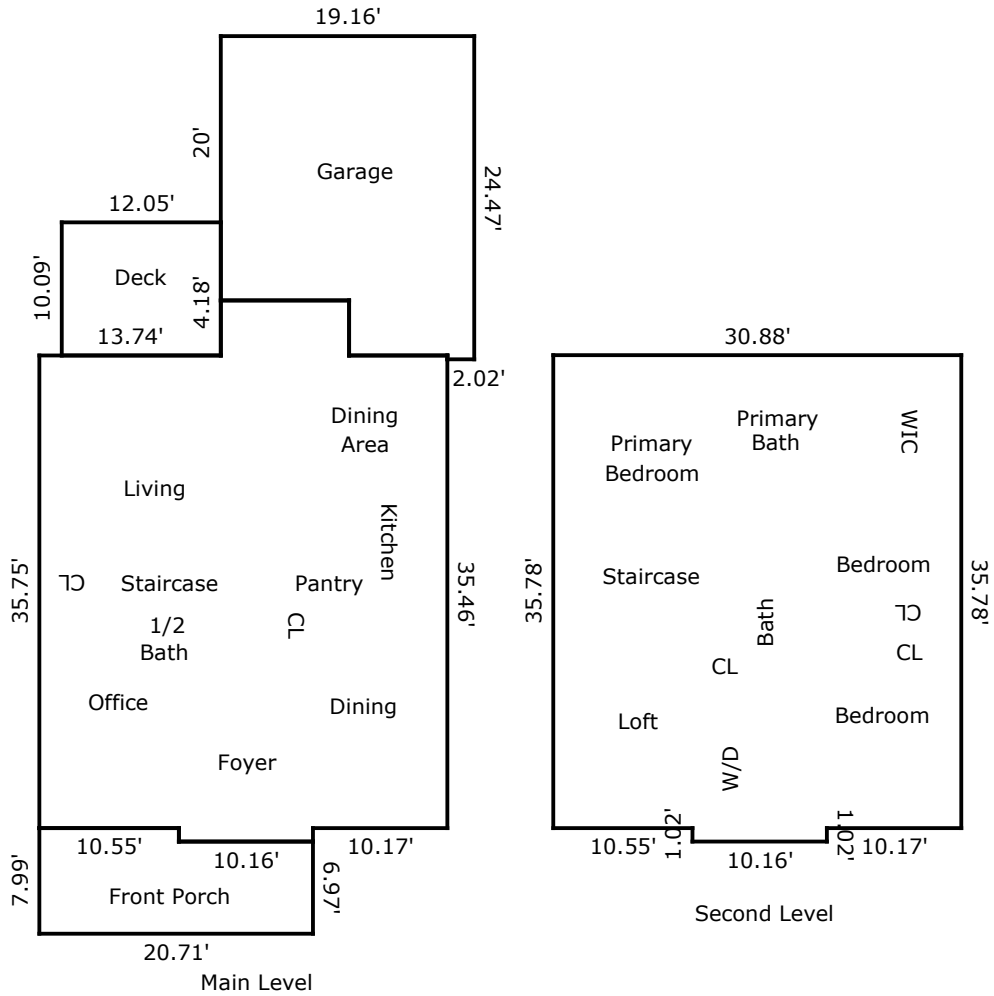 19.16'
20'
Garage
24.47'
12.05'
10.09'
Deck
4.18'
13.74'
2.02'
Dining
Area
Living
Kitchen
35.75'
CL
Staircase
Pantry
35.46'
1/2
Bath
CL
Office
Dining
Foyer
10.55'
10.16'
10.17'
7.99'
Front Porch
6.97'
20.71'
Main Level
30.88'
Primary
Bedroom
Primary
Bath
WIC
35.78'
Staircase
Bedroom
35.78'
Bath
CL
CL
CL
Loft
Bedroom
W/D
10.55'
1.02'
10.16'
1.02'
10.17'
Second Level